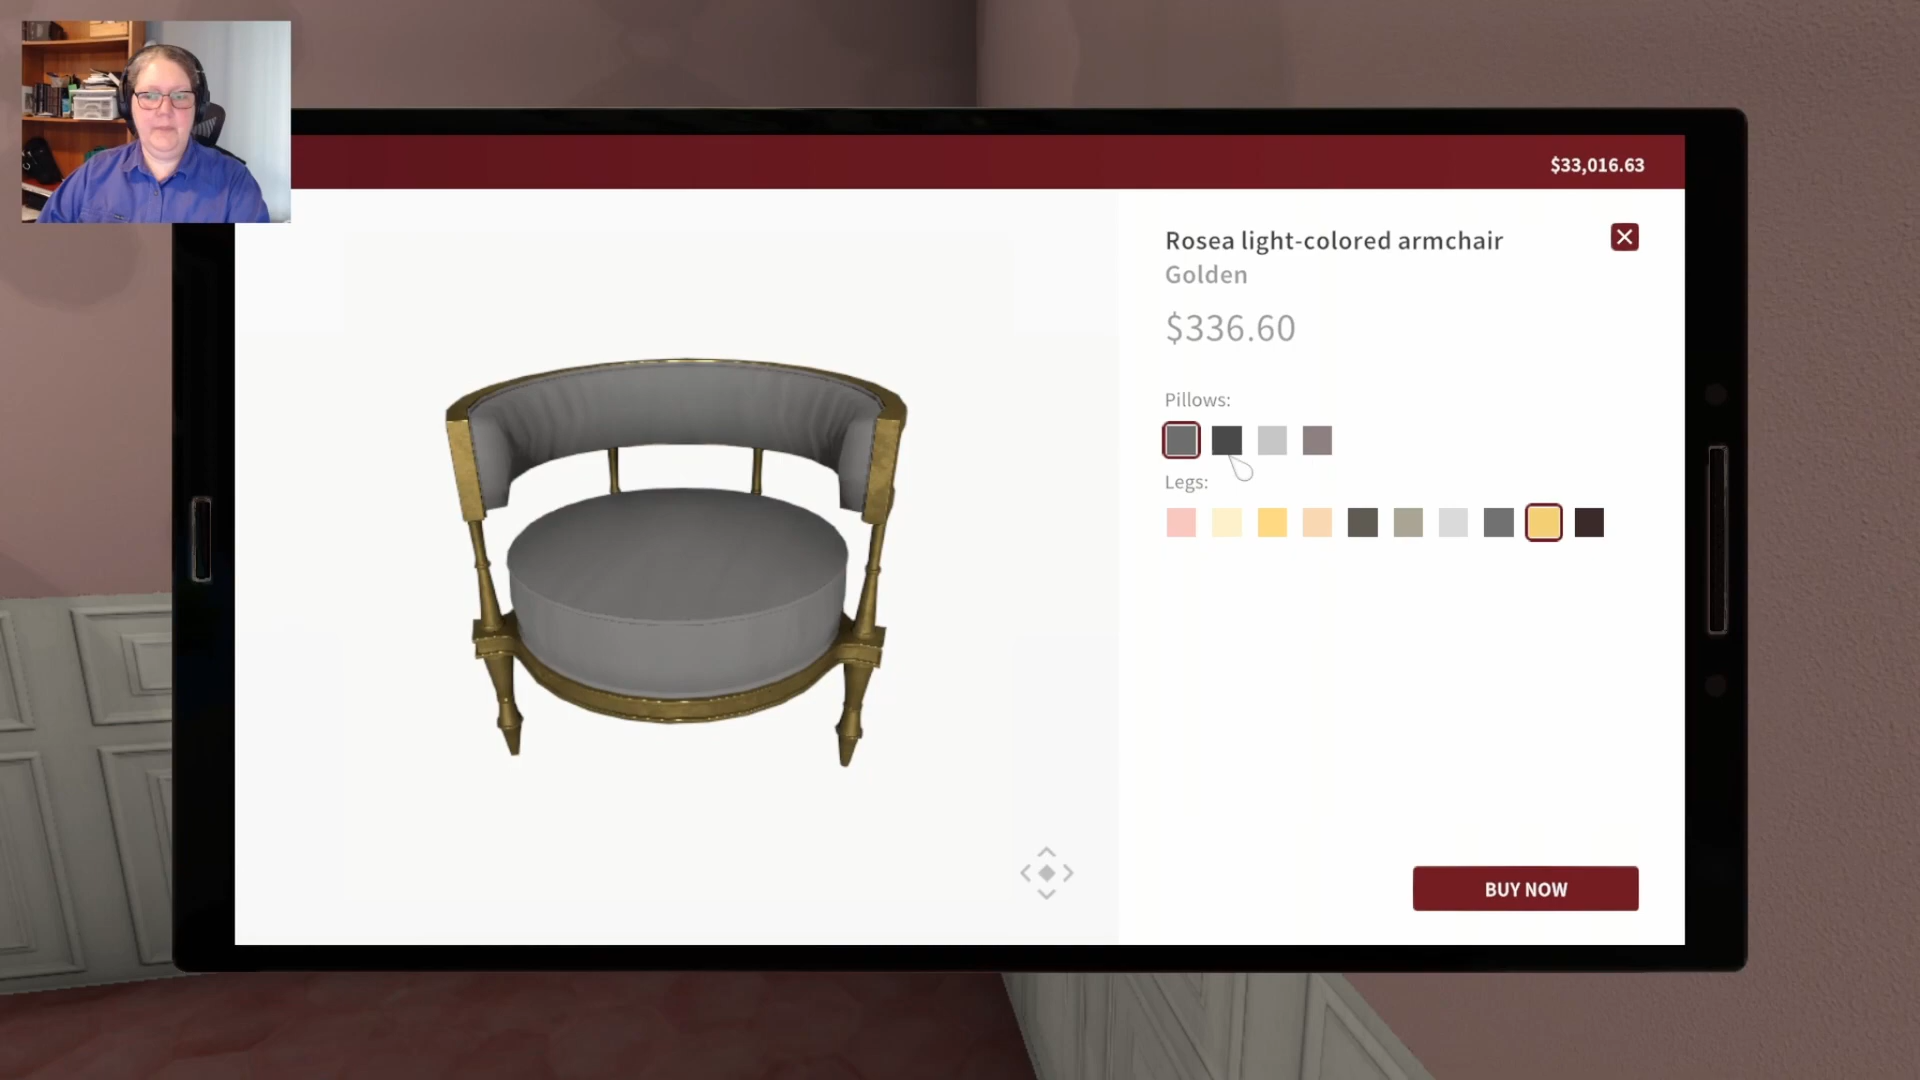 $33,016.63
Rosea light-colored armchair
Golden
$336.60
Pillows:
Legs:
BUY NOW